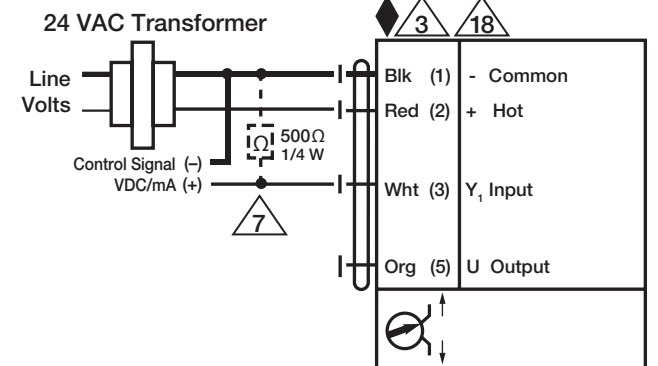 24 VAC Transformer
3
18
Line
Volts
Blk (1) - Common
Red (2) + Hot
Ω
500Ω
1/4 W
Control Signal (–)
VDC/mA (+)
Wht (3) Y1 Input
7
Org (5) U Output